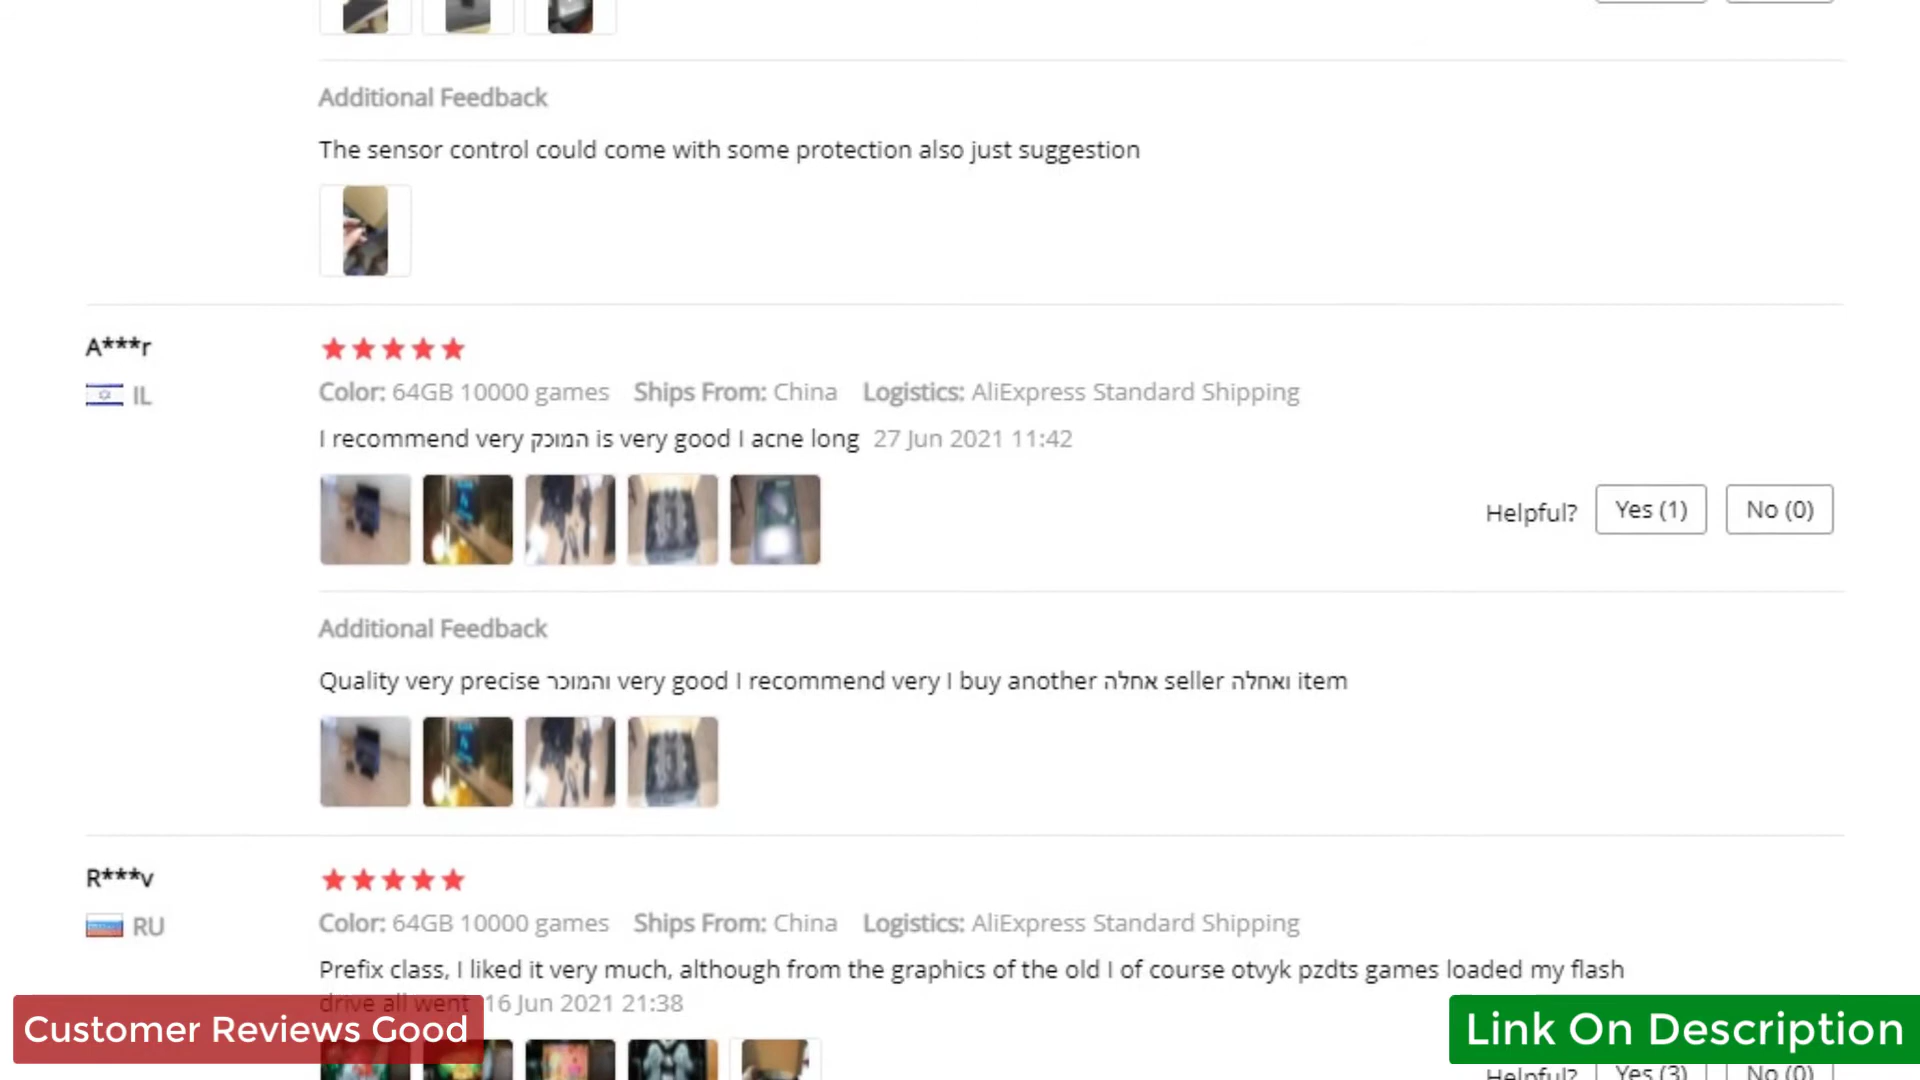 Additional Feedback
The sensor control could come with some protection also just suggestion
A***r
IL
Color: 64GB 10000 games Ships From: China Logistics: AliExpress Standard Shipping
I recommend very המוכק is very good I acne long 27 Jun 2021 11:42
Helpful? Yes (1) No (0)
Additional Feedback
Quality very precise והמוכר very good I recommend very I buy another אחלה seller ואחלה item
R***v
RU
Color: 64GB 10000 games Ships From: China Logistics: AliExpress Standard Shipping
Prefix class, I liked it very much, although from the graphics of the old I of course otvyk pzdts games loaded my flash
drive all went 16 Jun 2021 21:38
Customer Reviews Good
Link On Description
Helpful? Yes (3) No (0)